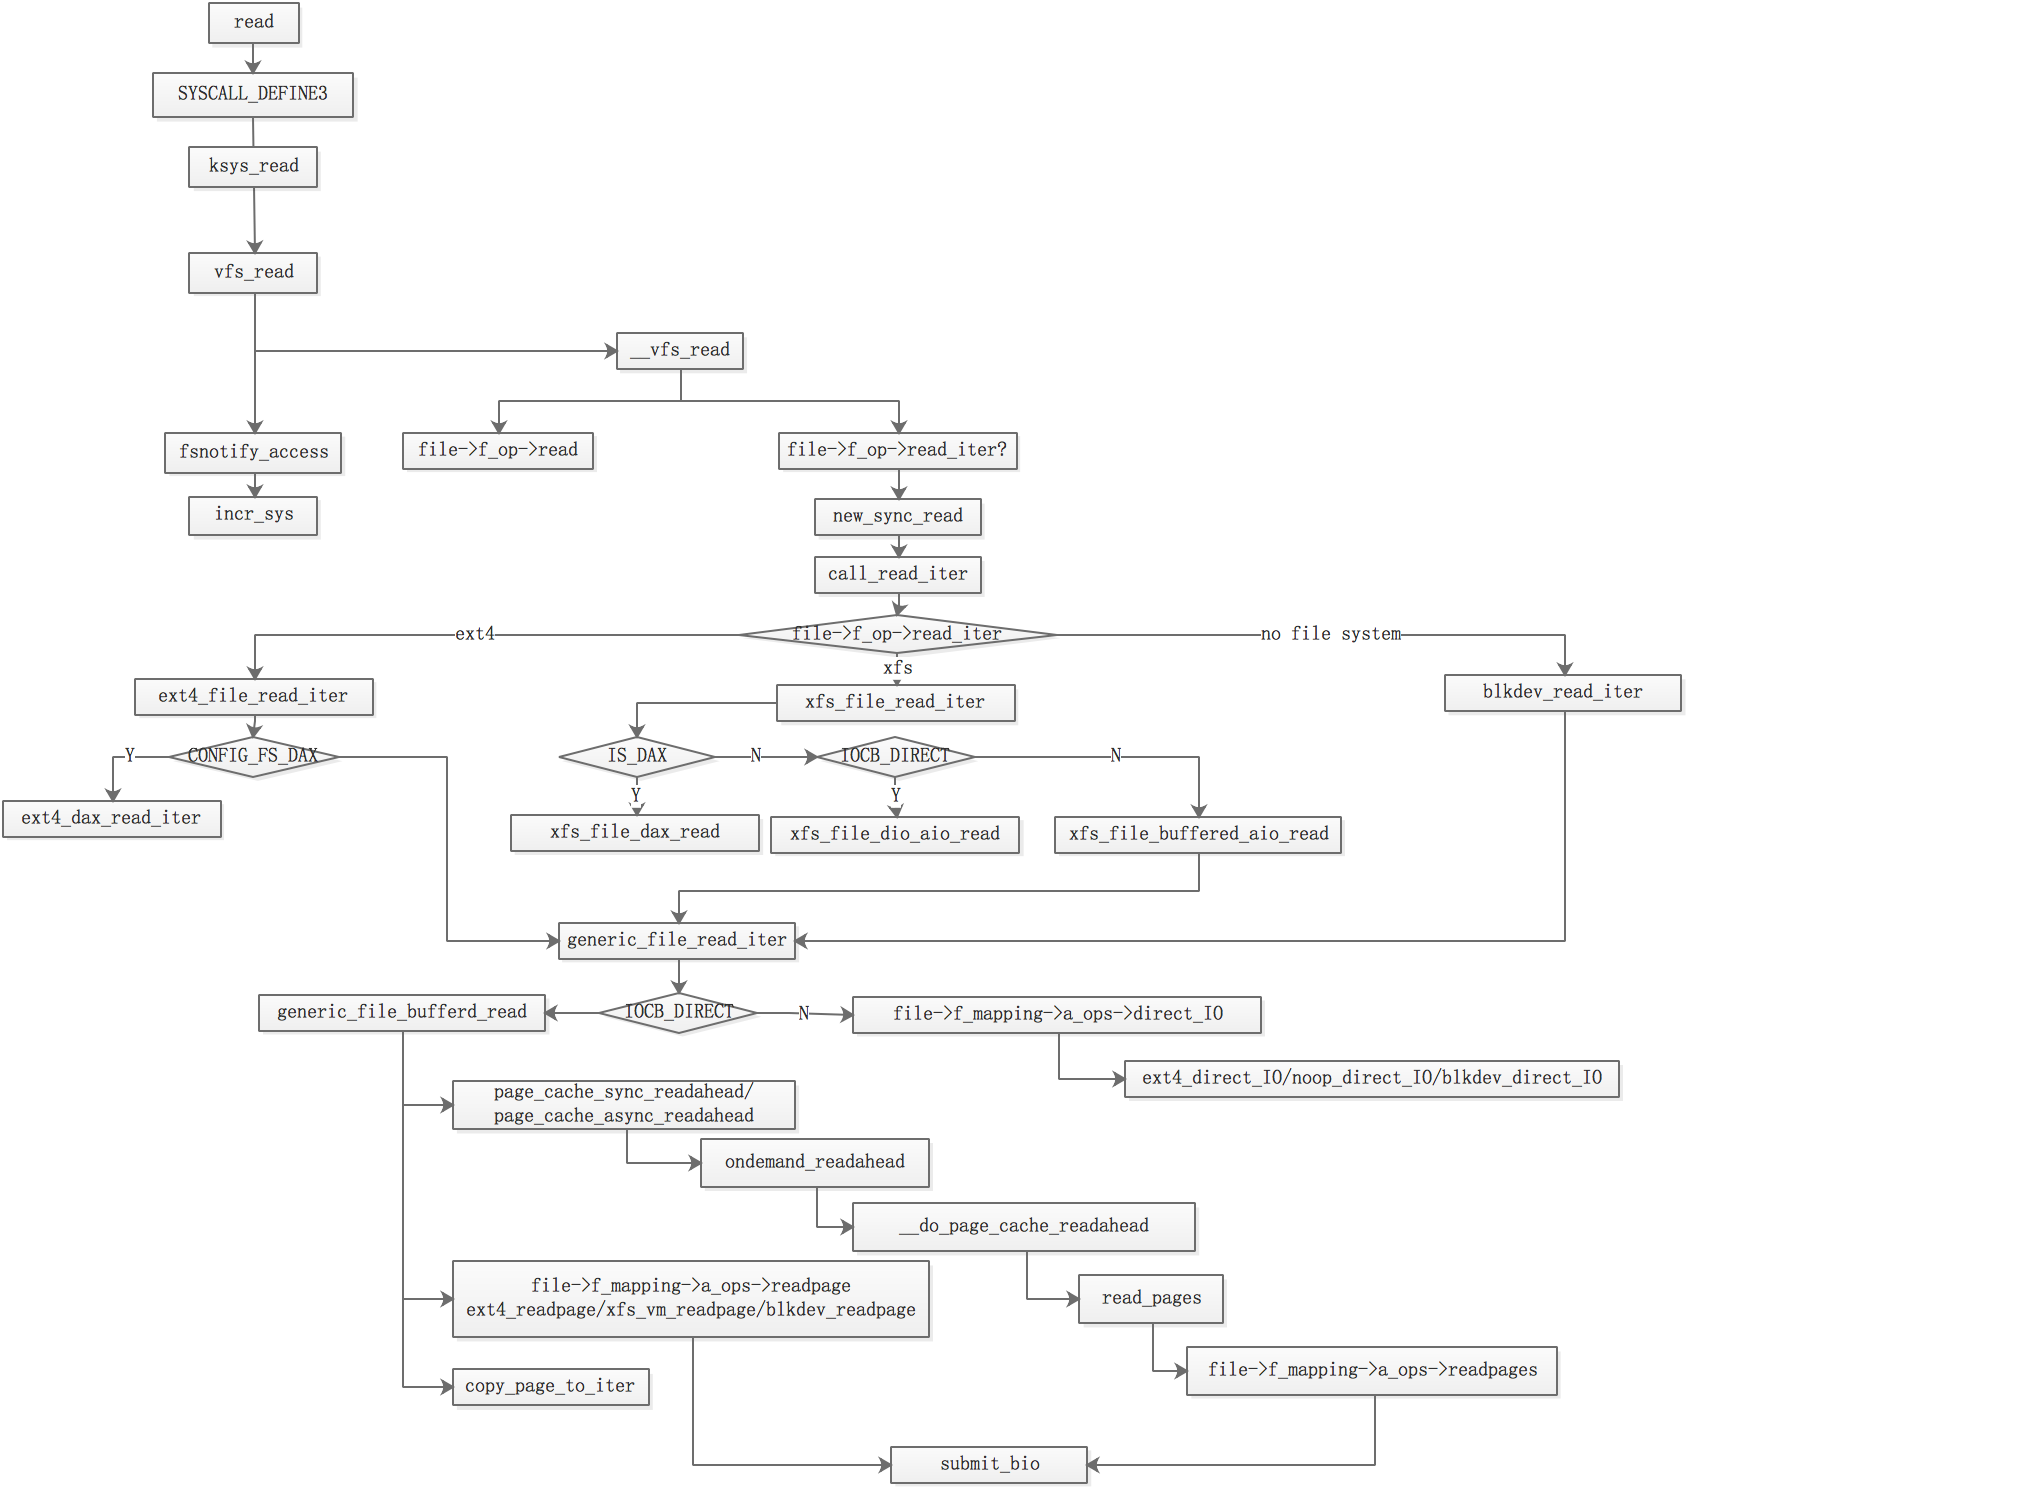 read
SYSCALL_DEFINE3
ksys_read
vfs_read
__vfs_read
fsnotify_access
file->f_op->read
file->f_op->read_iter?
incr_sys
new_sync_read
call_read_iter
ext4
file->f_op->read_iter
no file system
xfs
ext4_file_read_iter
xfs_file_read_iter
blkdev_read_iter
Y
CONFIG_FS_DAX
IS_DAX
N
IOCB_DIRECT
N
Y
Y
ext4_dax_read_iter
xfs_file_dax_read
xfs_file_dio_aio_read
xfs_file_buffered_aio_read
generic_file_read_iter
generic_file_bufferd_read
IOCB_DIRECT
N
file->f_mapping->a_ops->direct_IO
ext4_direct_IO/noop_direct_IO/blkdev_direct_IO
page_cache_sync_readahead/
page_cache_async_readahead
ondemand_readahead
__do_page_cache_readahead
file->f_mapping->a_ops->readpage
ext4_readpage/xfs_vm_readpage/blkdev_readpage
read_pages
file->f_mapping->a_ops->readpages
copy_page_to_iter
submit_bio